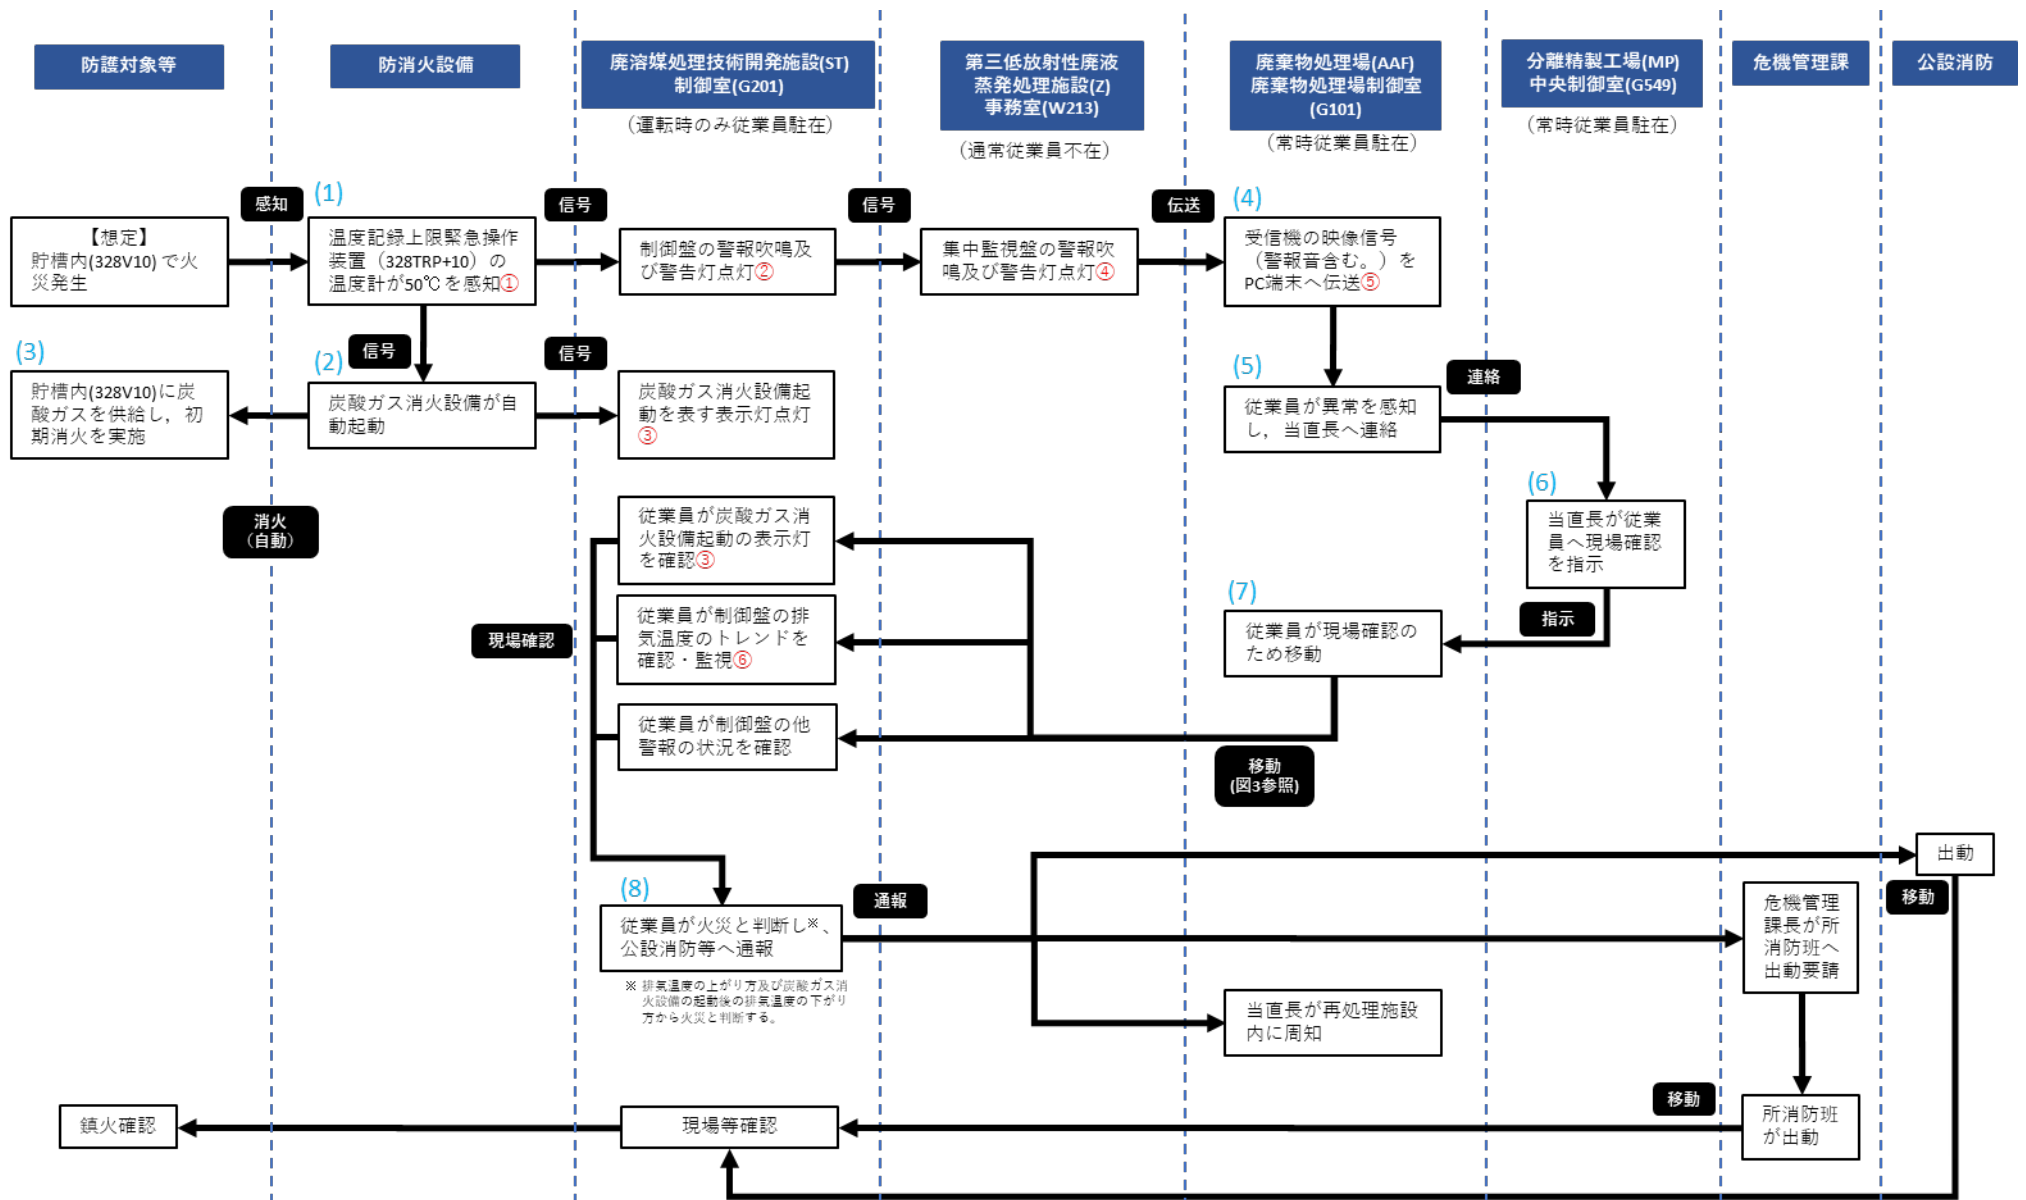 防護対象等
防消火設備
廃溶媒処理技術開発施設(ST)
制御室(G201)
(運転時のみ従業員駐在)
第三低放射性廃液
蒸発処理施設(Z)
事務室(W213)
(通常従業員不在)
廃棄物処理場(AAF)
廃棄物処理場制御室
(G101)
(常時従業員駐在)
分離精製工場(MP)
中央制御室(G549)
(常時従業員駐在)
危機管理課
公設消防
【想定】
貯槽内(328V10)で火
災発生
感知
(1)
温度記録上限緊急操作
装置（328TRP+10）の
温度計が50℃を感知①
信号
制御盤の警報吹鳴及
び警告灯点灯②
信号
集中監視盤の警報吹
鳴及び警告灯点灯④
伝送
(4)
受信機の映像信号
（警報音含む。）を
PC端末へ伝送⑤
(3)
貯槽内(328V10)に炭
酸ガスを供給し，初
期消火を実施
信号
(2)
炭酸ガス消火設備が自
動起動
信号
炭酸ガス消火設備起
動を表す表示灯点灯
③
(5)
従業員が異常を感知
し，当直長へ連絡
連絡
消火
（自動）
(6)
当直長が従業
員へ現場確認
を指示
指示
(7)
従業員が現場確認の
ため移動
移動
(図3参照)
従業員が炭酸ガス消
火設備起動の表示灯
を確認③
現場確認
従業員が制御盤の排
気温度のトレンドを
確認・監視⑥
従業員が制御盤の他
警報の状況を確認
(8)
従業員が火災と判断し※、
公設消防等へ通報
※ 排気温度の上がり方及び炭酸ガス消
火設備の起動後の排気温度の下がり
方から火災と判断する。
通報
出動
移動
危機管理
課長が所
消防班へ
出動要請
当直長が再処理施設
内に周知
移動
所消防班
が出動
現場等確認
鎮火確認